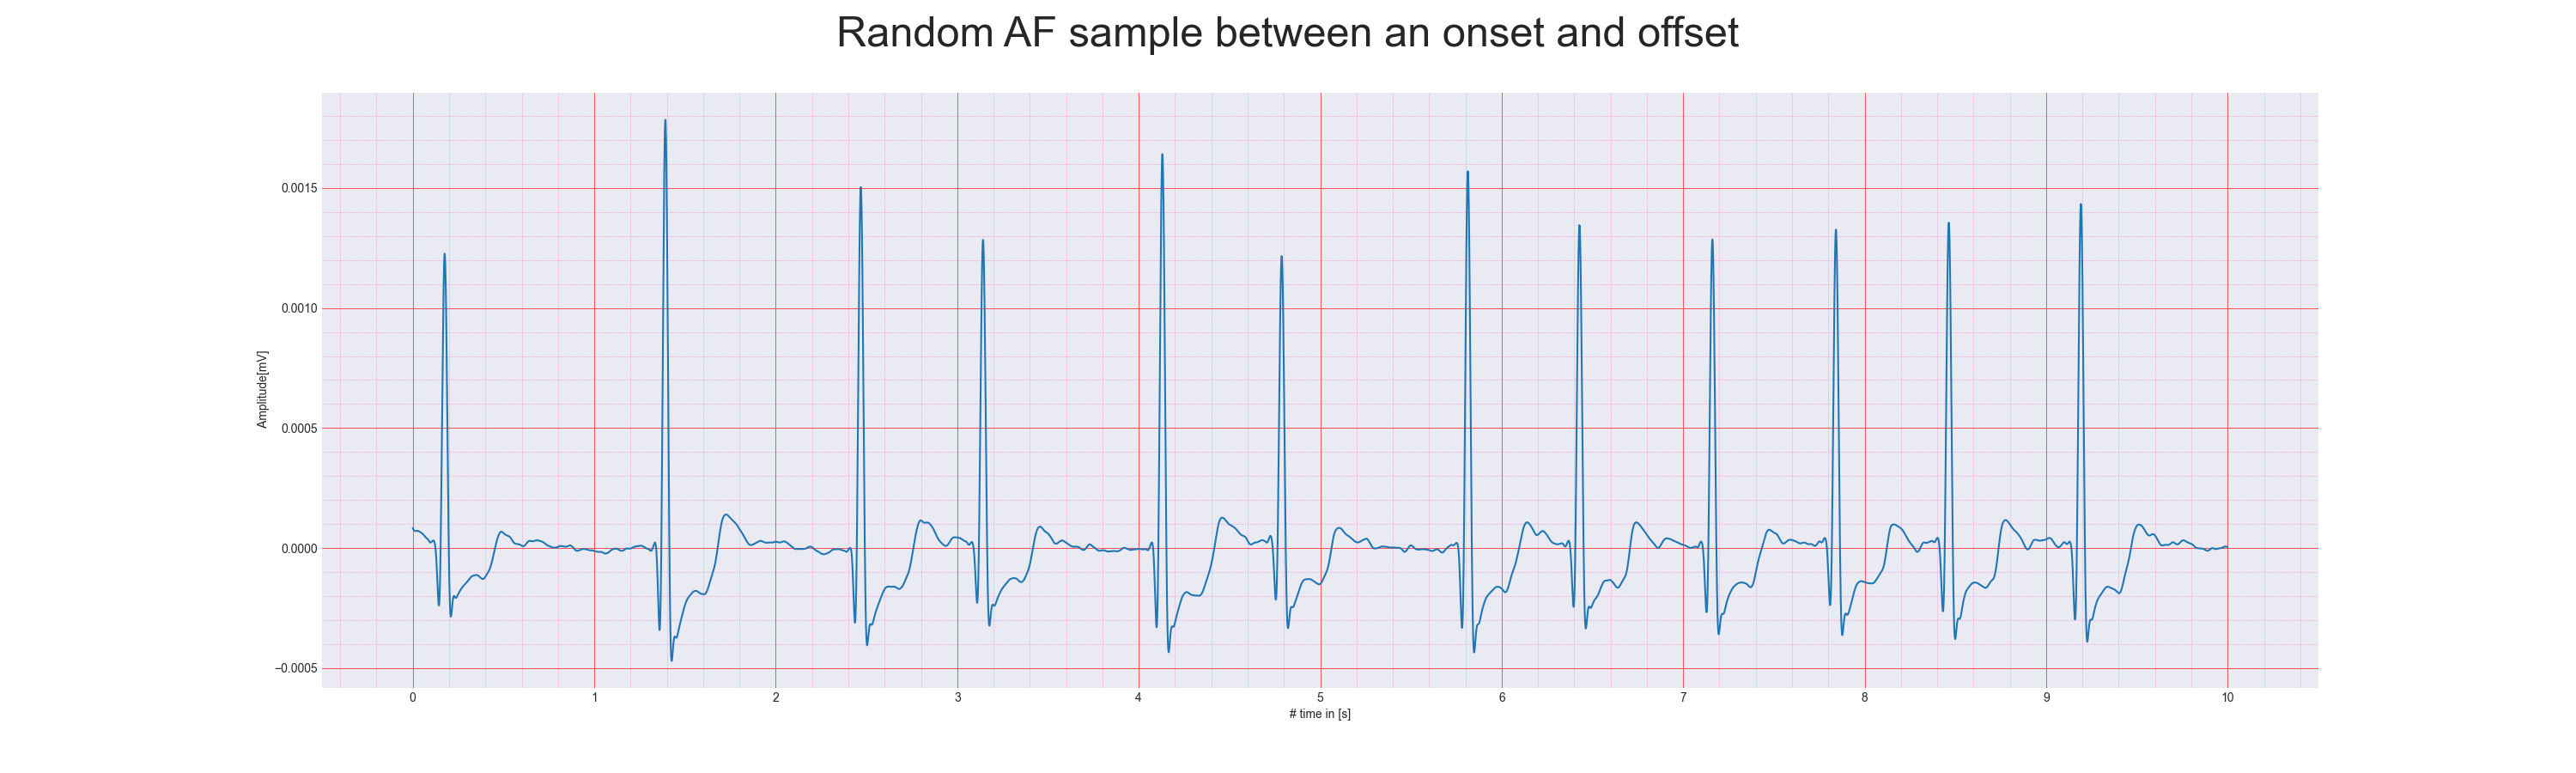 Random AF sample between an onset and offset
Amplitude[mV]
0.0015
0.0010
0.0005
0.0000
−0.0005
0 1 2 3 4 5 6 7 8 9 10
# time in [s]